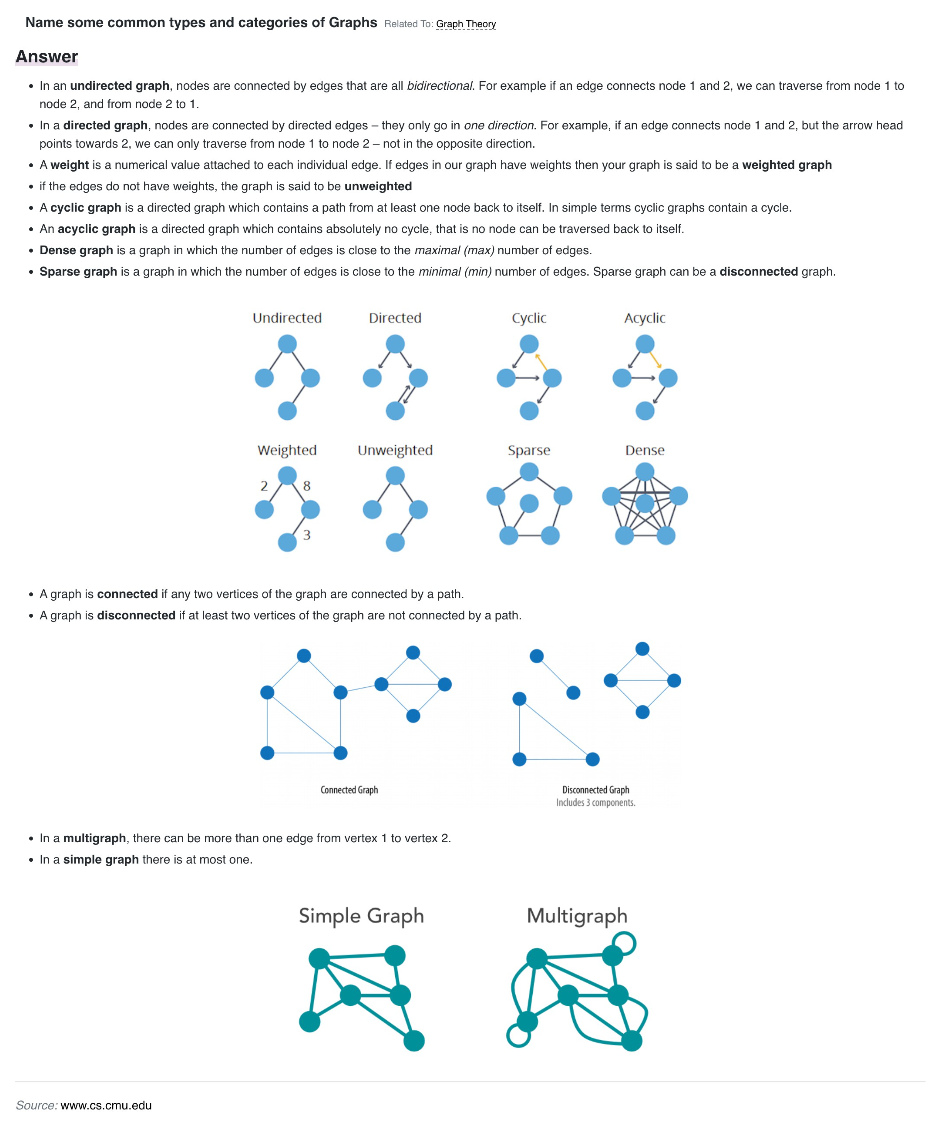 Name some common types and categories of Graphs Related To: Graph Theory
Answer
• In an undirected graph, nodes are connected by edges that are all bidirectional. For example if an edge connects node 1 and 2, we can traverse from node 1 to
node 2, and from node 2 to 1.
• In a directed graph, nodes are connected by directed edges – they only go in one direction. For example, if an edge connects node 1 and 2, but the arrow head
points towards 2, we can only traverse from node 1 to node 2 – not in the opposite direction.
• A weight is a numerical value attached to each individual edge. If edges in our graph have weights then your graph is said to be a weighted graph
• if the edges do not have weights, the graph is said to be unweighted
• A cyclic graph is a directed graph which contains a path from at least one node back to itself. In simple terms cyclic graphs contain a cycle.
• An acyclic graph is a directed graph which contains absolutely no cycle, that is no node can be traversed back to itself.
• Dense graph is a graph in which the number of edges is close to the maximal (max) number of edges.
• Sparse graph is a graph in which the number of edges is close to the minimal (min) number of edges. Sparse graph can be a disconnected graph.
Undirected Directed Cyclic Acyclic
Weighted Unweighted Sparse Dense
2 8
3
• A graph is connected if any two vertices of the graph are connected by a path.
• A graph is disconnected if at least two vertices of the graph are not connected by a path.
Connected Graph Disconnected Graph
Includes 3 components.
• In a multigraph, there can be more than one edge from vertex 1 to vertex 2.
• In a simple graph there is at most one.
Simple Graph Multigraph
Source: www.cs.cmu.edu